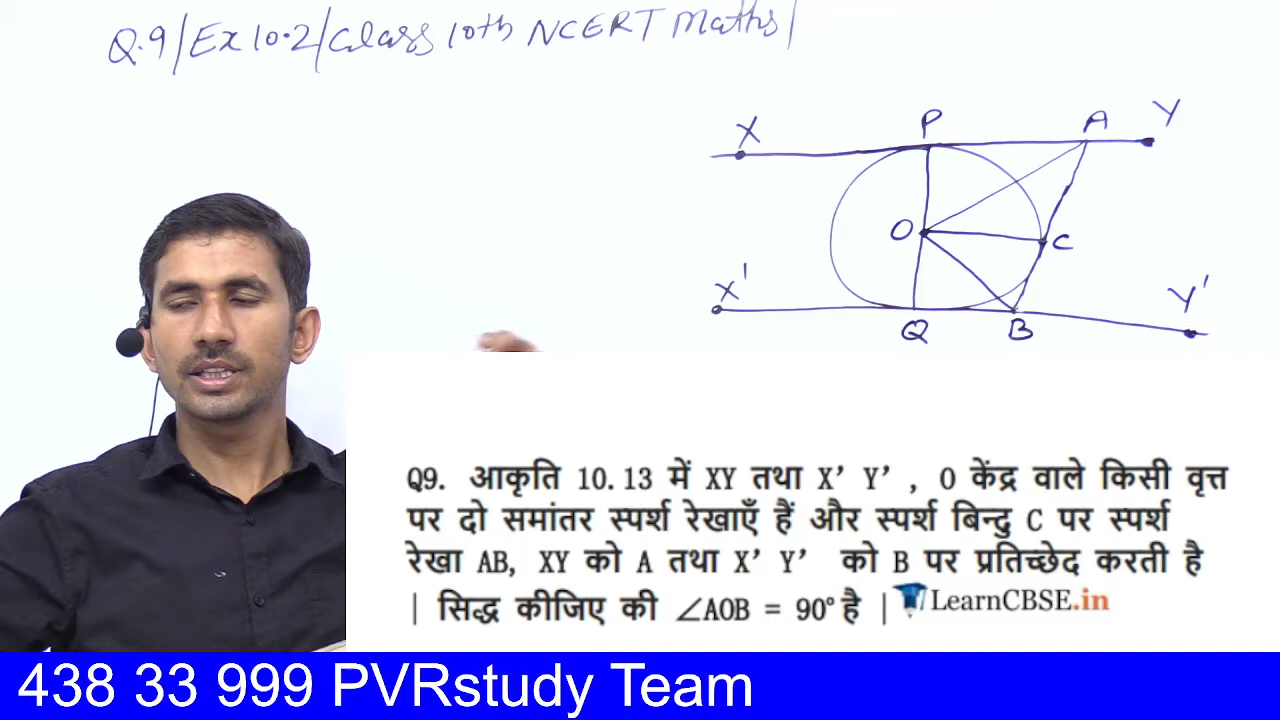 Q.9/Ex 10.2/Class 10th NCERT Maths/
X P A Y
O C
X' Y'
Q B
Q9. आकृति 10.13 में XY तथा X’ Y’ , O केंद्र वाले किसी वृत्त
पर दो समांतर स्पर्श रेखाएँ हैं और स्पर्श बिन्दु C पर स्पर्श
रेखा AB, XY को A तथा X’ Y’ को B पर प्रतिच्छेद करती है
| सिद्ध कीजिए की ∠AOB = 90° है | LearnCBSE.in
438 33 999 PVRstudy Team